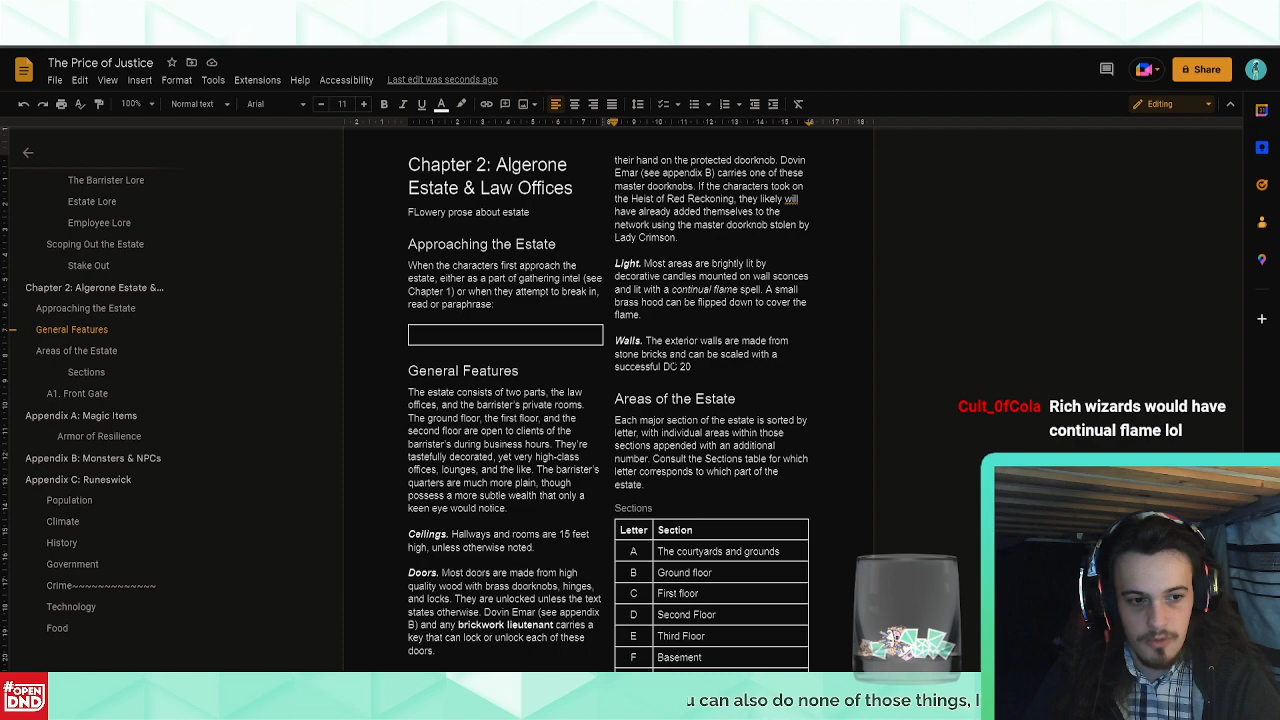 The Price of Justice
File Edit View Insert Format Tools Extensions Help Accessibility
Last edit was seconds ago
Share
100% Normal text Arial 11
Editing
The Barrister Lore
Estate Lore
Employee Lore
Scoping Out the Estate
Stake Out
Chapter 2: Algerone Estate &...
Approaching the Estate
General Features
Areas of the Estate
Sections
A1. Front Gate
Appendix A: Magic Items
Armor of Resilience
Appendix B: Monsters & NPCs
Appendix C: Runeswick
Population
Climate
History
Government
Crime~~~~~~~~~~~~~
Technology
Food
Chapter 2: Algerone
Estate & Law Offices
FLowery prose about estate
Approaching the Estate
When the characters first approach the
estate, either as a part of gathering intel (see
Chapter 1) or when they attempt to break in,
read or paraphrase:
General Features
The estate consists of two parts, the law
offices, and the barrister's private rooms.
The ground floor, the first floor, and the
second floor are open to clients of the
barrister's during business hours. They're
tastefully decorated, yet very high-class
offices, lounges, and the like. The barrister's
quarters are much more plain, though
possess a more subtle wealth that only a
keen eye would notice.
Ceilings. Hallways and rooms are 15 feet
high, unless otherwise noted.
Doors. Most doors are made from high
quality wood with brass doorknobs, hinges,
and locks. They are unlocked unless the text
states otherwise. Dovin Emar (see appendix
B) and any brickwork lieutenant carries a
key that can lock or unlock each of these
doors.
their hand on the protected doorknob. Dovin
Emar (see appendix B) carries one of these
master doorknobs. If the characters took on
the Heist of Red Reckoning, they likely will
have already added themselves to the
network using the master doorknob stolen by
Lady Crimson.
Light. Most areas are brightly lit by
decorative candles mounted on wall sconces
and lit with a continual flame spell. A small
brass hood can be flipped down to cover the
flame.
Walls. The exterior walls are made from
stone bricks and can be scaled with a
successful DC 20
Areas of the Estate
Each major section of the estate is sorted by
letter, with individual areas within those
sections appended with an additional
number. Consult the Sections table for which
letter corresponds to which part of the
estate.
Sections
Letter Section
A The courtyards and grounds
B Ground floor
C First floor
D Second Floor
E Third Floor
F Basement
Cult_0fCola Rich wizards would have
continual flame lol
#OPEN
DND
can also do none of those things, I